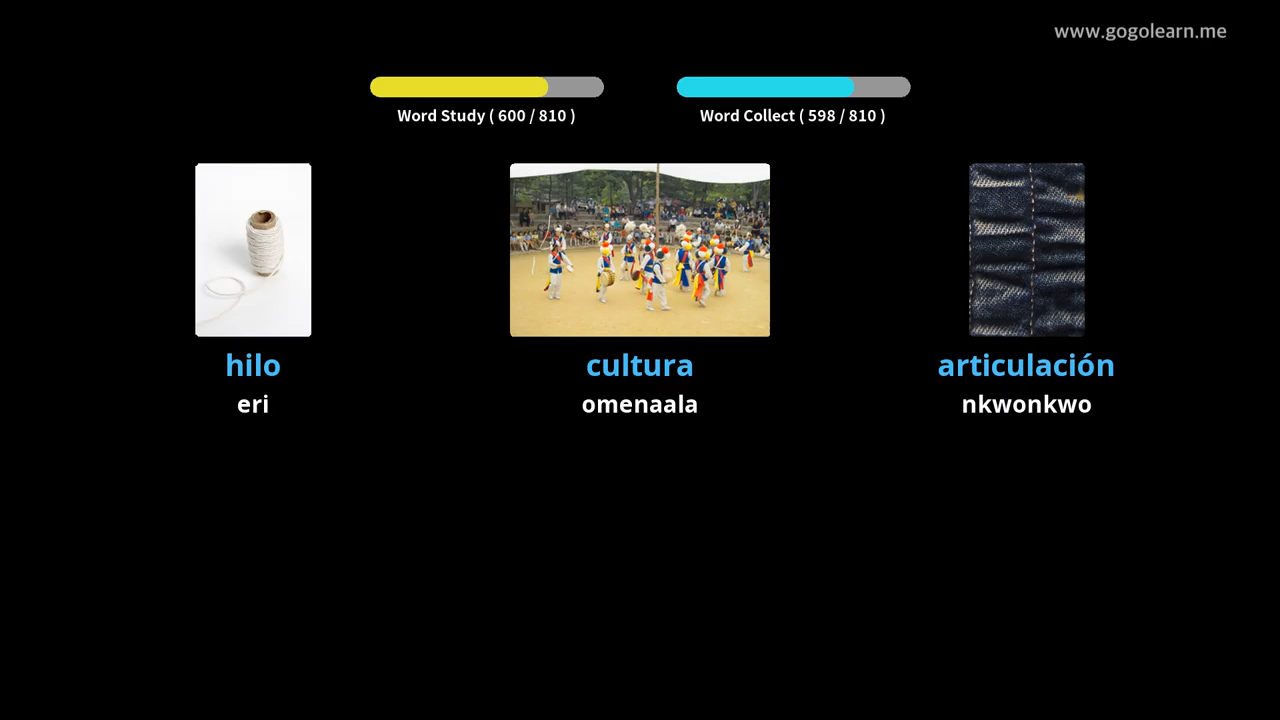 www.gogolearn.me
Word Study ( 600 / 810 )
Word Collect ( 598 / 810 )
hilo
eri
cultura
omenaala
articulación
nkwonkwo